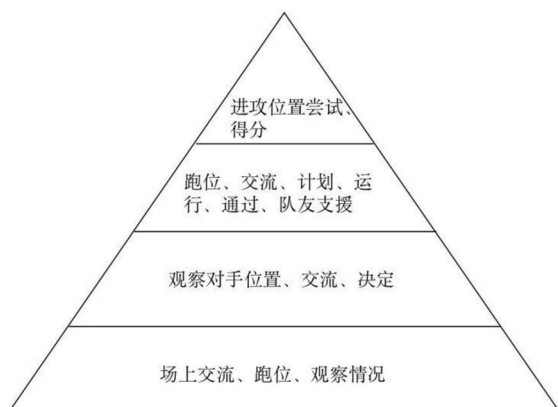 进攻位置尝试、
得分
跑位、交流、计划、运
行、通过、队友支援
观察对手位置、交流、决定
场上交流、跑位、观察情况